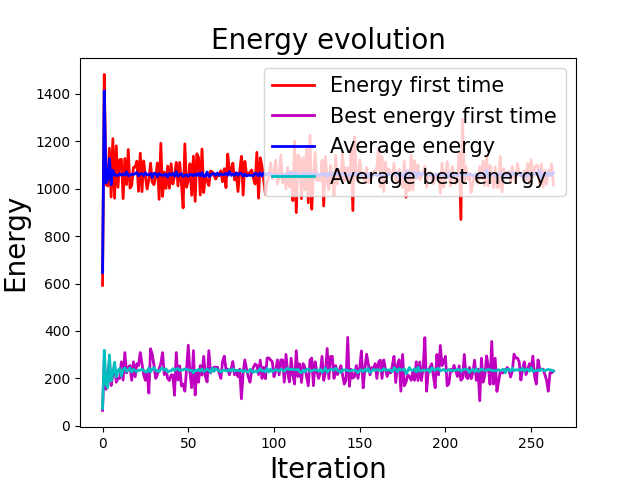 Energy evolution
Energy first time
Best energy first time
Average energy
Average best energy
1400
1200
1000
800
600
400
200
0
Energy
0 50 100 150 200 250
Iteration